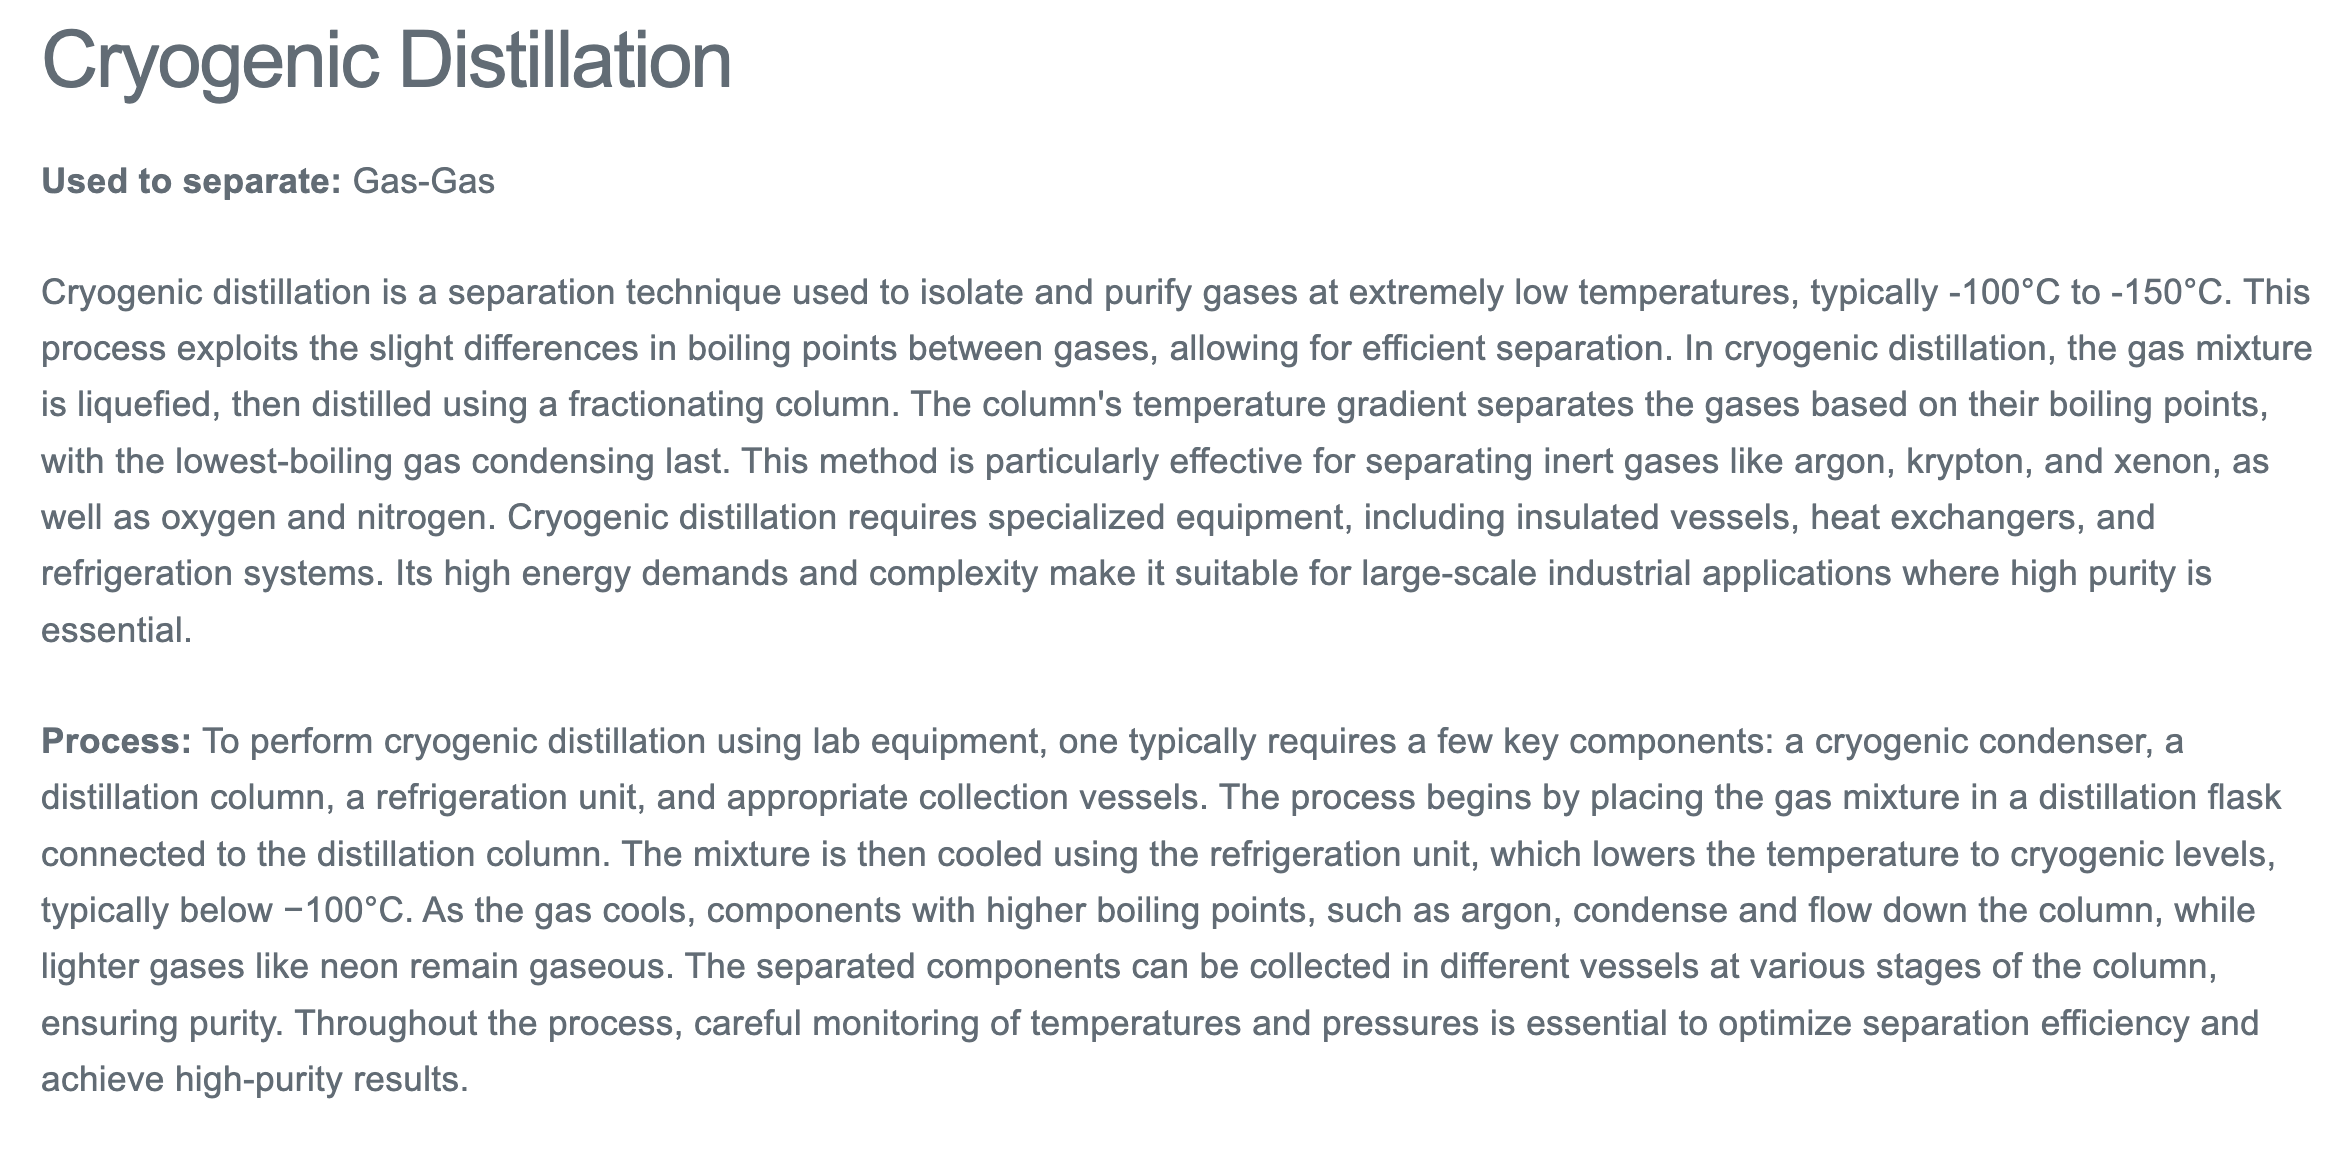 Cryogenic Distillation
Used to separate: Gas-Gas
Cryogenic distillation is a separation technique used to isolate and purify gases at extremely low temperatures, typically -100°C to -150°C. This
process exploits the slight differences in boiling points between gases, allowing for efficient separation. In cryogenic distillation, the gas mixture
is liquefied, then distilled using a fractionating column. The column's temperature gradient separates the gases based on their boiling points,
with the lowest-boiling gas condensing last. This method is particularly effective for separating inert gases like argon, krypton, and xenon, as
well as oxygen and nitrogen. Cryogenic distillation requires specialized equipment, including insulated vessels, heat exchangers, and
refrigeration systems. Its high energy demands and complexity make it suitable for large-scale industrial applications where high purity is
essential.
Process: To perform cryogenic distillation using lab equipment, one typically requires a few key components: a cryogenic condenser, a
distillation column, a refrigeration unit, and appropriate collection vessels. The process begins by placing the gas mixture in a distillation flask
connected to the distillation column. The mixture is then cooled using the refrigeration unit, which lowers the temperature to cryogenic levels,
typically below −100°C. As the gas cools, components with higher boiling points, such as argon, condense and flow down the column, while
lighter gases like neon remain gaseous. The separated components can be collected in different vessels at various stages of the column,
ensuring purity. Throughout the process, careful monitoring of temperatures and pressures is essential to optimize separation efficiency and
achieve high-purity results.